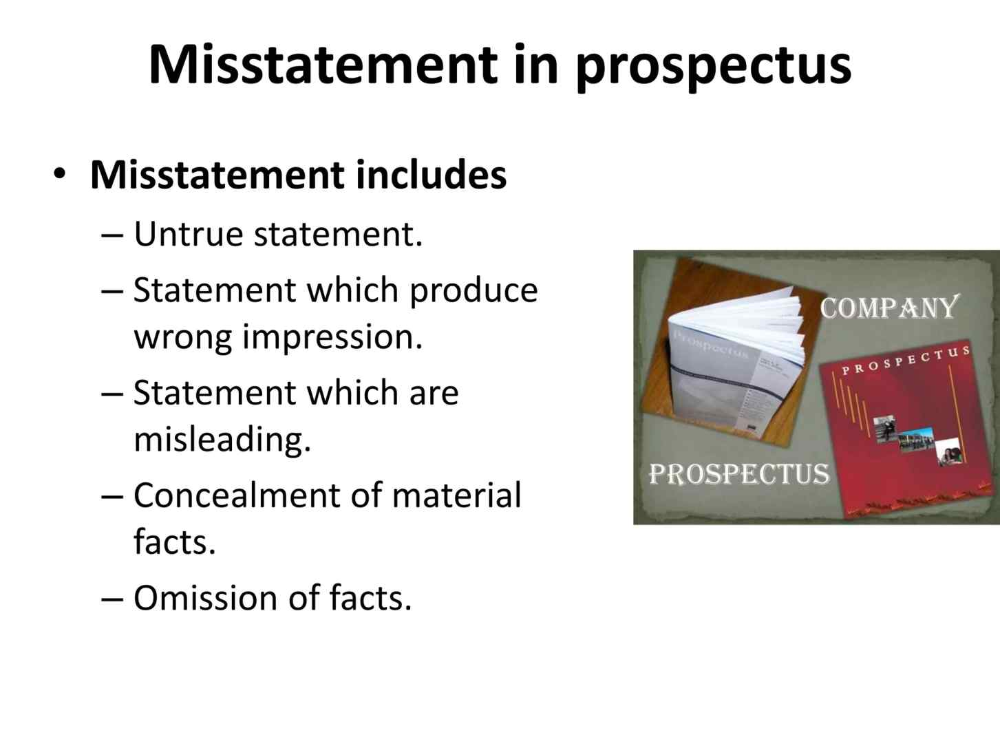 Misstatement in prospectus
• Misstatement includes
– Untrue statement.
– Statement which produce
wrong impression.
– Statement which are
misleading.
– Concealment of material
facts.
– Omission of facts.
COMPANY
Prospectus
PROSPECTUS
PROSPECTUS